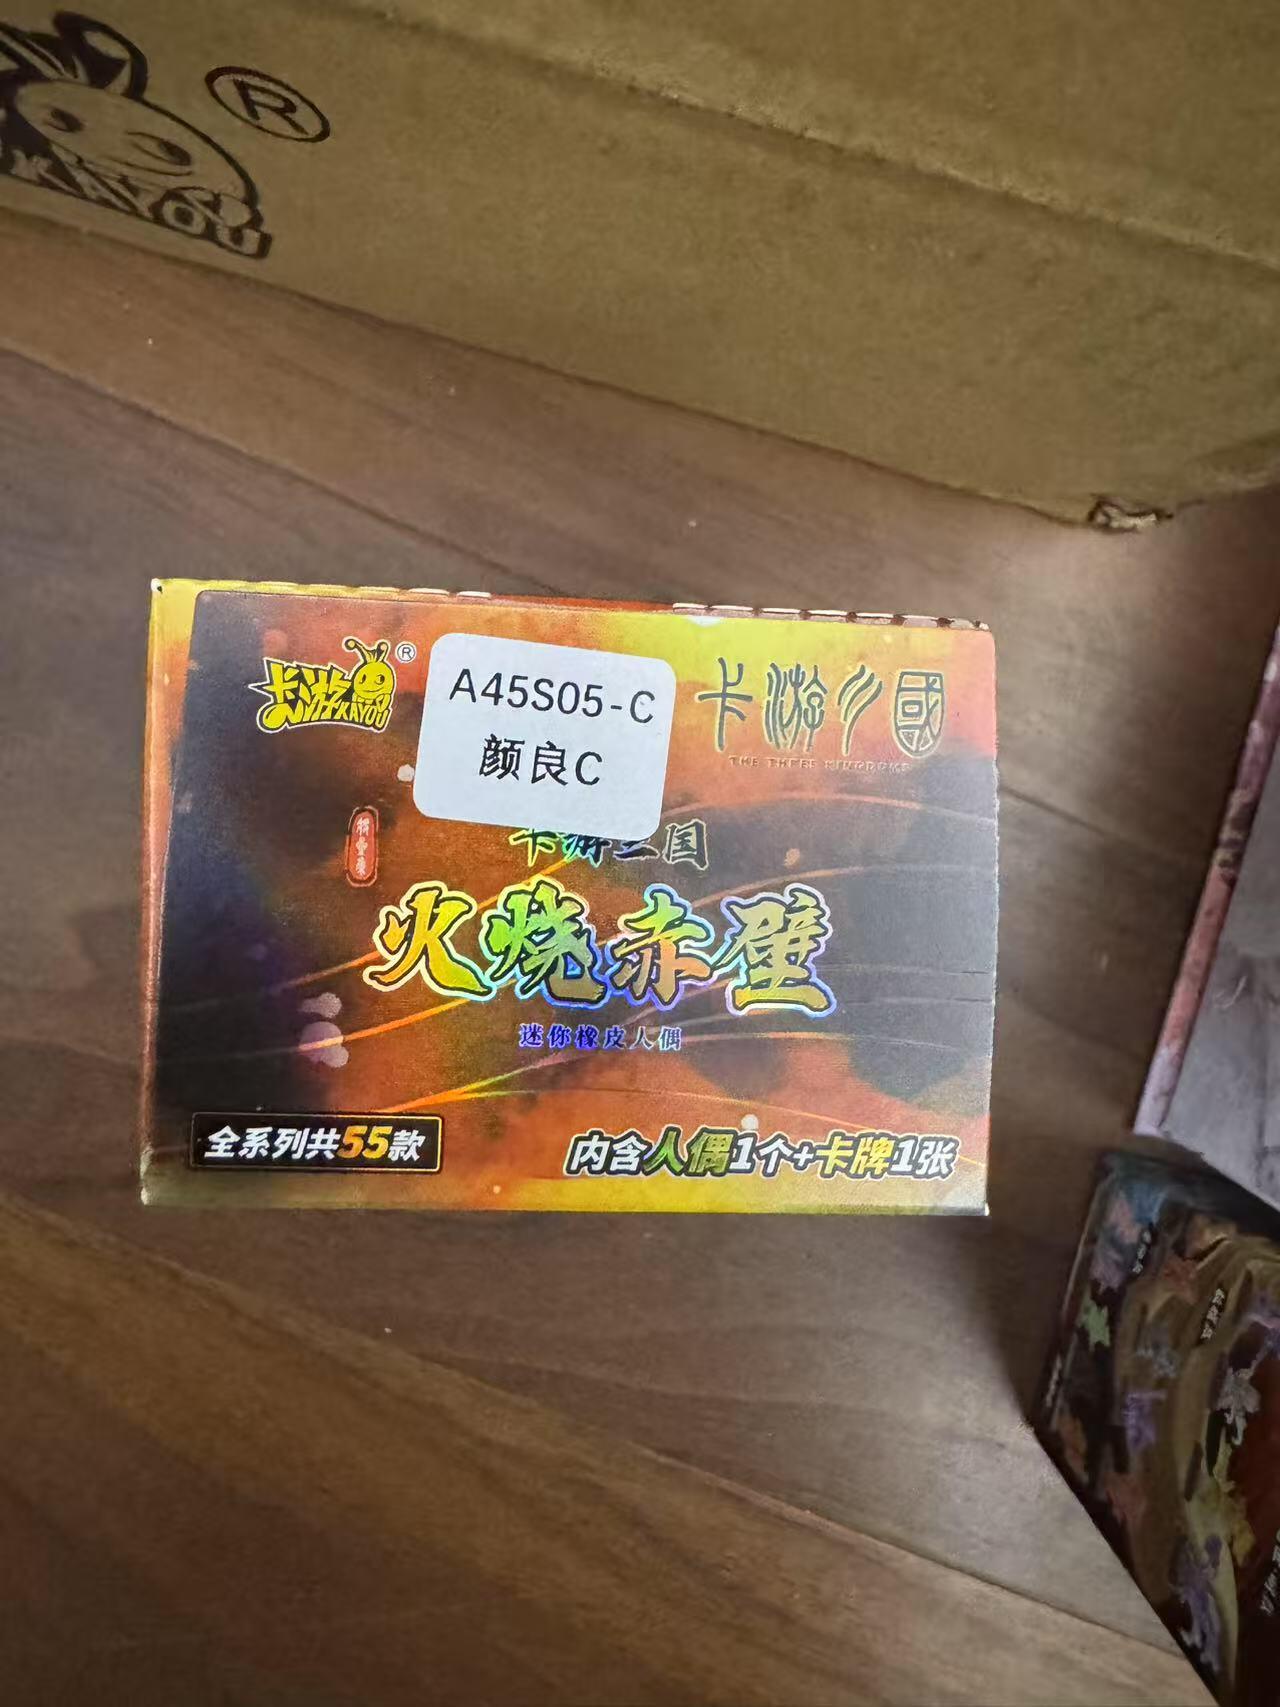 KAYOU
®
卡游
®
KAYOU
A45S05-C
颜良C
卡游三國
THE THREE KINGDOMS
卡游三国
火烧赤壁
迷你橡皮人偶
全系列共55款
内含人偶1个+卡牌1张